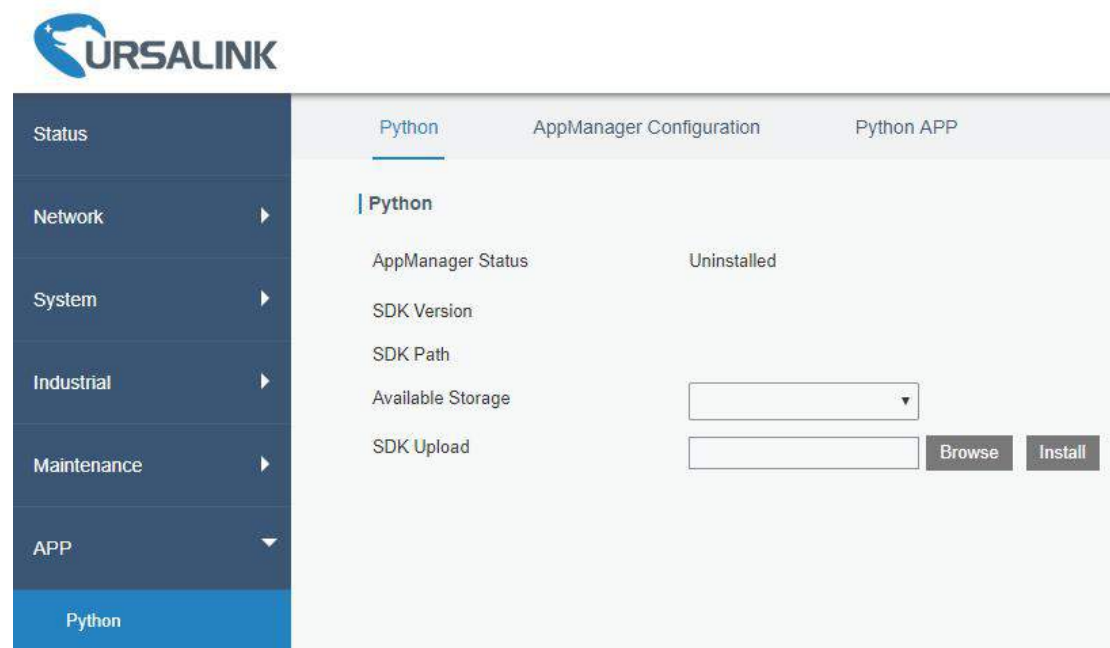 URSALINK
Status
Network
System
Industrial
Maintenance
APP
Python
Python AppManager Configuration Python APP
Python
AppManager Status Uninstalled
SDK Version
SDK Path
Available Storage
SDK Upload Browse Install